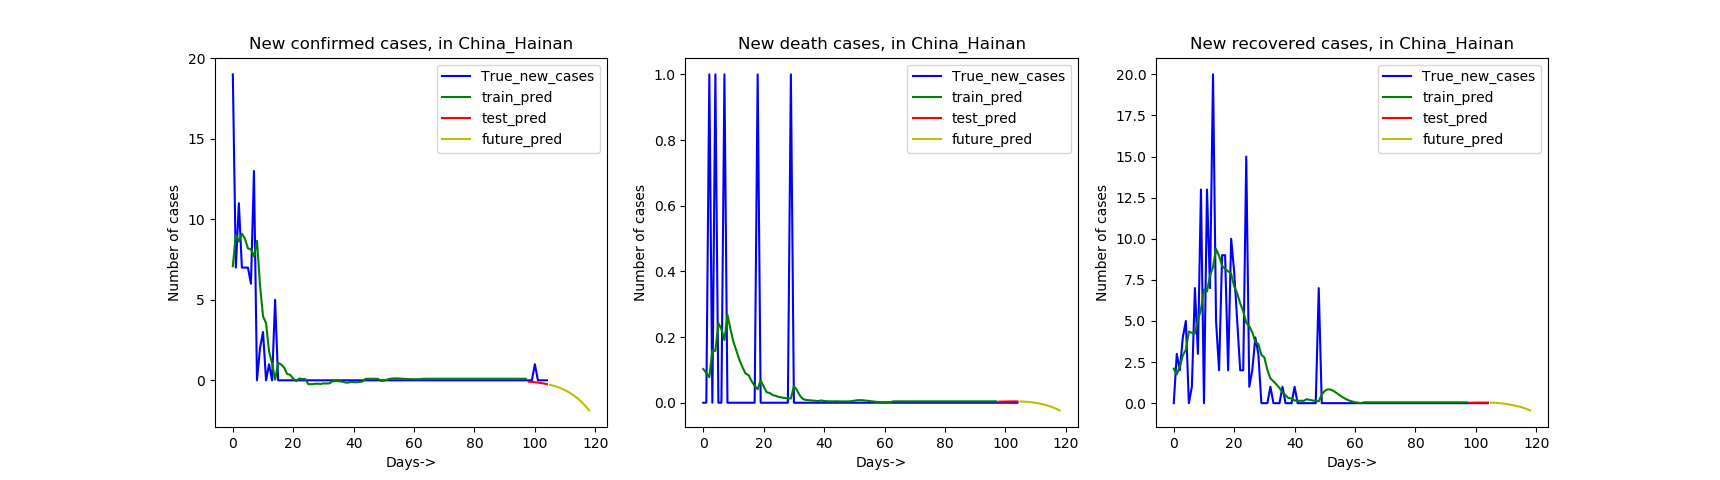 New confirmed cases, in China_Hainan
20
15
10
5
0
Number of cases
0 20 40 60 80 100 120
Days->
True_new_cases
train_pred
test_pred
future_pred
New death cases, in China_Hainan
1.0
0.8
0.6
0.4
0.2
0.0
Number of cases
0 20 40 60 80 100 120
Days->
True_new_cases
train_pred
test_pred
future_pred
New recovered cases, in China_Hainan
20.0
17.5
15.0
12.5
10.0
7.5
5.0
2.5
0.0
Number of cases
0 20 40 60 80 100 120
Days->
True_new_cases
train_pred
test_pred
future_pred